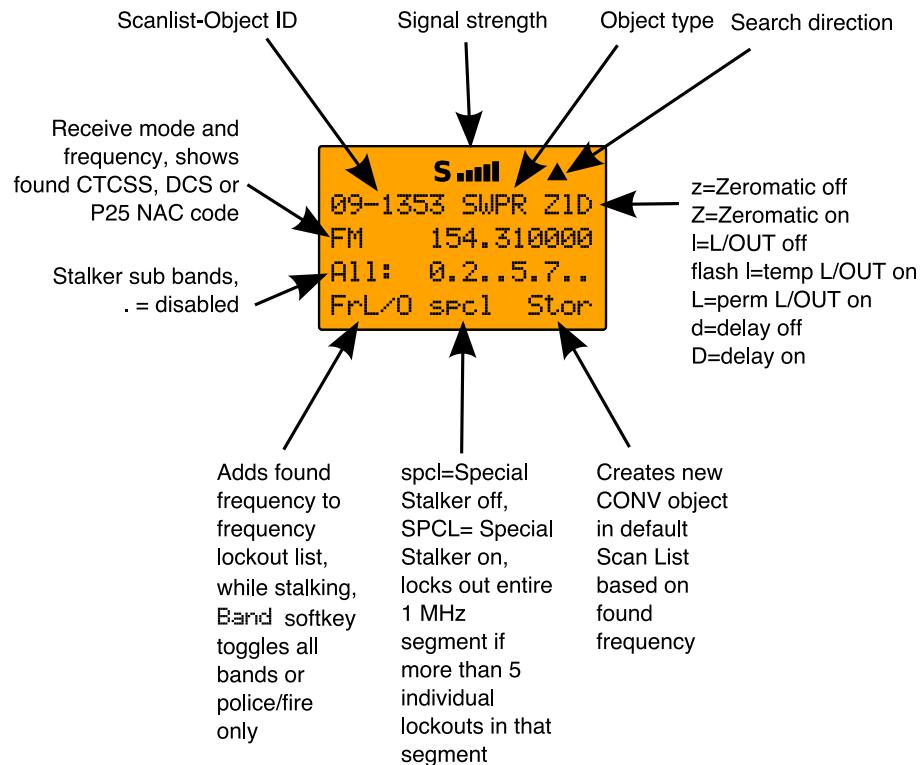 Scanlist-Object ID
Signal strength
Object type
Search direction
Receive mode and
frequency, shows
found CTCSS, DCS or
P25 NAC code
Stalker sub bands,
. = disabled
S
09-1353 SWPR ZlD
FM 154.310000
All: 0.2..5.7..
FrL/O spcl Stor
z=Zeromatic off
Z=Zeromatic on
l=L/OUT off
flash l=temp L/OUT on
L=perm L/OUT on
d=delay off
D=delay on
Adds found
frequency to
frequency
lockout list,
while stalking,
Band softkey
toggles all
bands or
police/fire
only
spcl=Special
Stalker off,
SPCL= Special
Stalker on,
locks out entire
1 MHz
segment if
more than 5
individual
lockouts in that
segment
Creates new
CONV object
in default
Scan List
based on
found
frequency